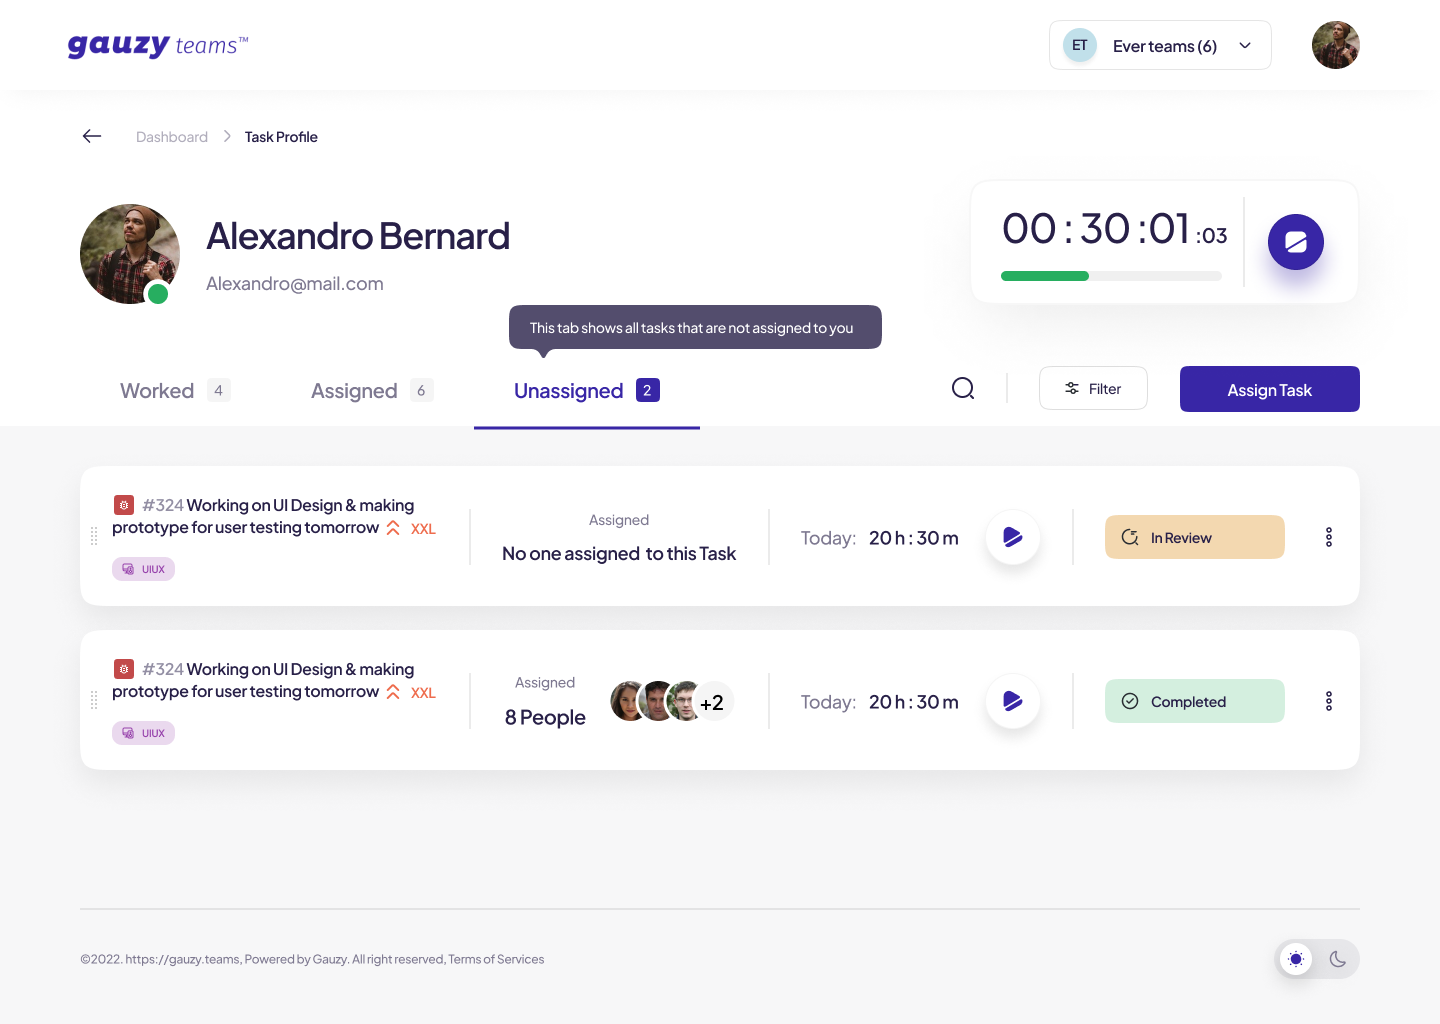 gauzy teams™
ET Ever teams (6)
Dashboard Task Profile
Alexandro Bernard
Alexandro@mail.com
00 : 30 :01 :03
This tab shows all tasks that are not assigned to you
Worked 4 Assigned 6 Unassigned 2 Filter Assign Task
#324 Working on UI Design & making
prototype for user testing tomorrow XXL
UIUX
Assigned
No one assigned to this Task
Today: 20 h : 30 m
In Review
#324 Working on UI Design & making
prototype for user testing tomorrow XXL
UIUX
Assigned
8 People
+2
Today: 20 h : 30 m
Completed
©2022. https://gauzy.teams, Powered by Gauzy. All right reserved, Terms of Services